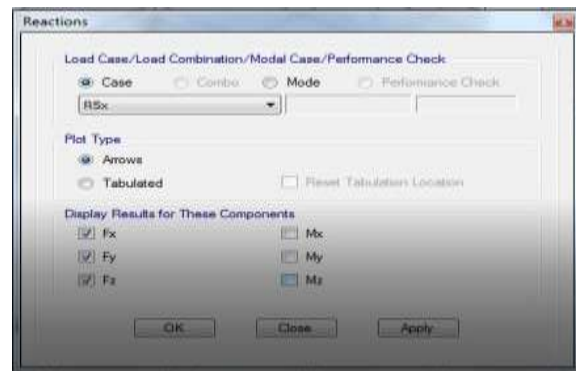 Reactions
Load Case/Load Combination/Modal Case/Performance Check
Case Combo Mode Performance Check
RSx
Plot Type
Arrows
Tabulated Reset Tabulation Location
Display Results for These Components
Fx Mx
Fy My
Fz Mz
OK Close Apply